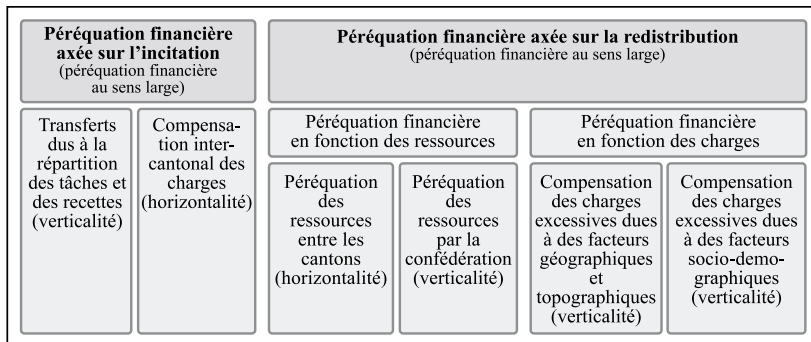 Péréquation financière
axée sur l'incitation
(péréquation financière
au sens large)
Péréquation financière axée sur la redistribution
(péréquation financière au sens large)
Transferts
dus à la
répartition
des tâches et
des recettes
(verticalité)
Compensa-
tion inter-
cantonal des
charges
(horizontalité)
Péréquation financière
en fonction des ressources
Péréquation financière
en fonction des charges
Péréquation
des
ressources
entre les
cantons
(horizontalité)
Péréquation
des
ressources
par la
confédération
(verticalité)
Compensation
des charges
excessives dues
à des facteurs
géographiques
et
topographiques
(verticalité)
Compensation
des charges
excessives dues
à des facteurs
socio-demo-
graphiques
(verticalité)